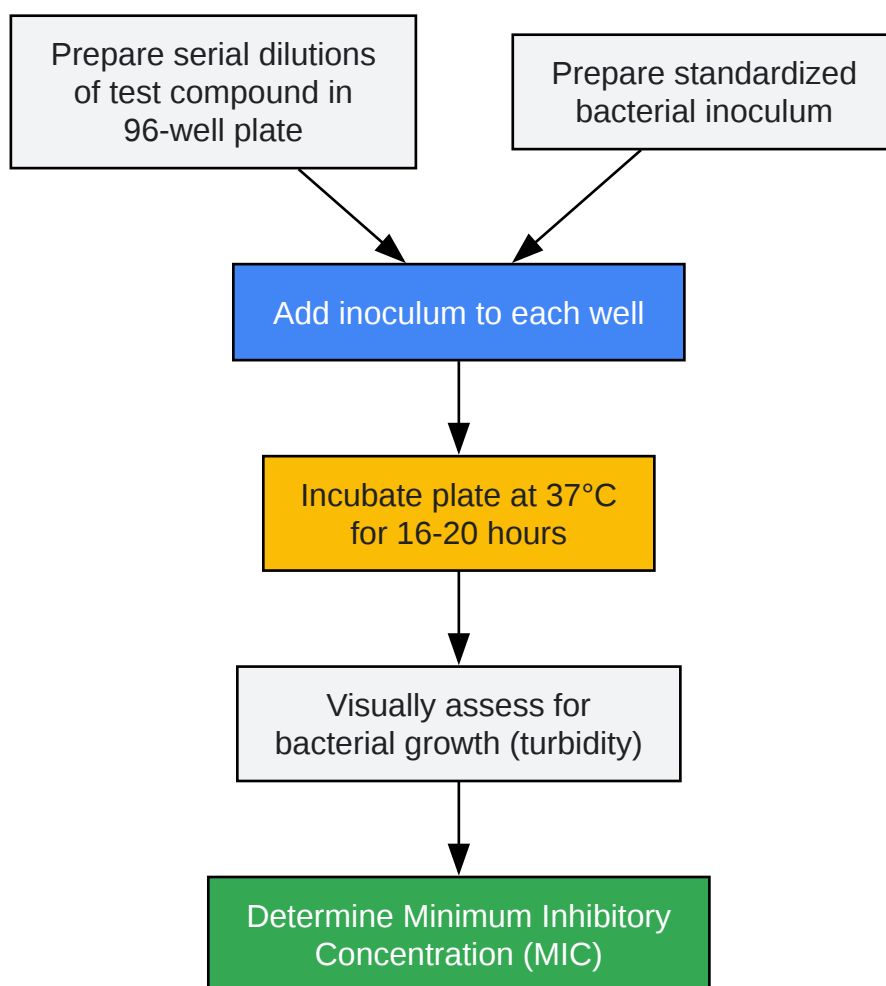 Prepare serial dilutions
of test compound in
96-well plate
Prepare standardized
bacterial inoculum
Add inoculum to each well
Incubate plate at 37°C
for 16-20 hours
Visually assess for
bacterial growth (turbidity)
Determine Minimum Inhibitory
Concentration (MIC)